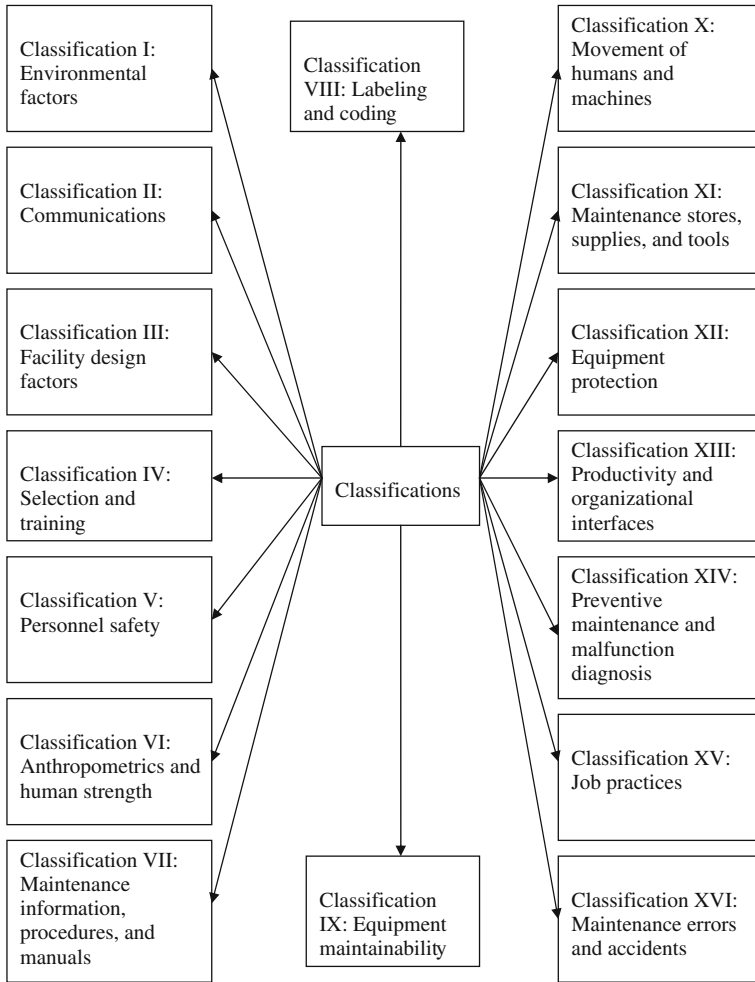 Classification I:
Environmental
factors
Classification II:
Communications
Classification III:
Facility design
factors
Classification IV:
Selection and
training
Classification V:
Personnel safety
Classification VI:
Anthropometrics and
human strength
Classification VII:
Maintenance
information,
procedures, and
manuals
Classification
VIII: Labeling
and coding
Classifications
Classification
IX: Equipment
maintainability
Classification X:
Movement of
humans and
machines
Classification XI:
Maintenance stores,
supplies, and tools
Classification XII:
Equipment
protection
Classification XIII:
Productivity and
organizational
interfaces
Classification XIV:
Preventive
maintenance and
malfunction
diagnosis
Classification XV:
Job practices
Classification XVI:
Maintenance errors
and accidents